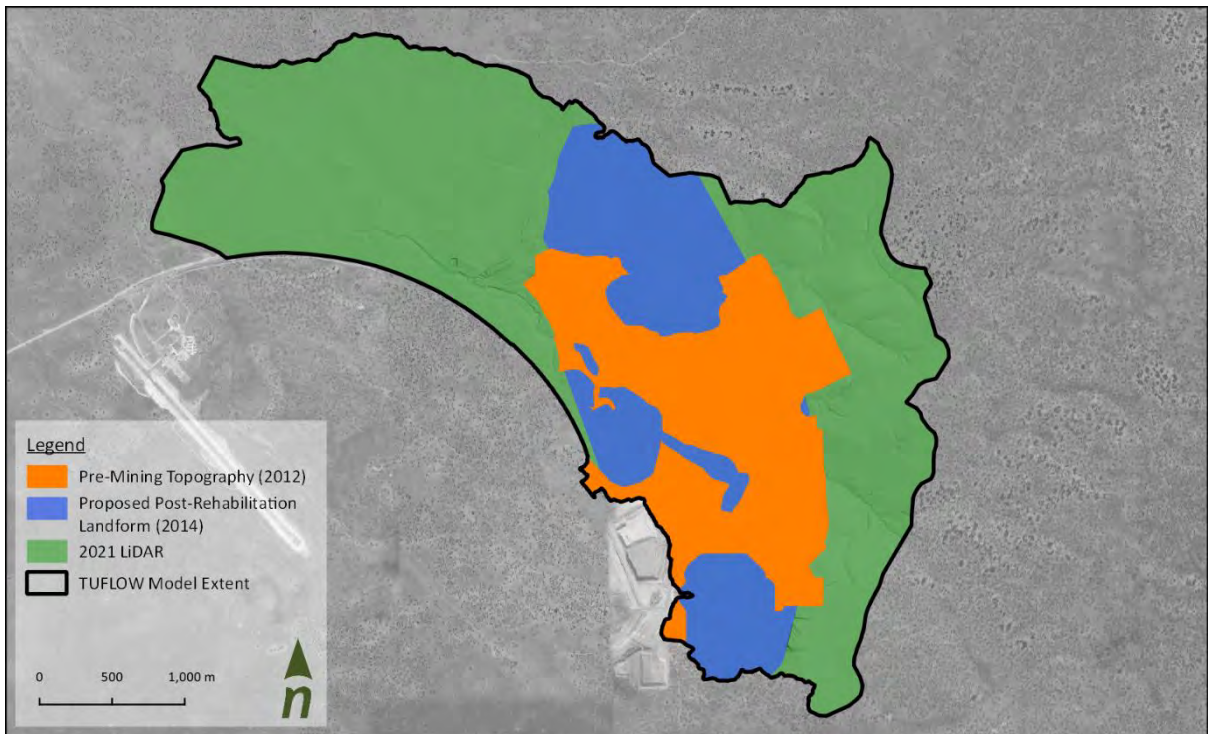 Legend
Pre-Mining Topography (2012)
Proposed Post-Rehabilitation
Landform (2014)
2021 LiDAR
TUFLOW Model Extent
0 500 1,000 m
n